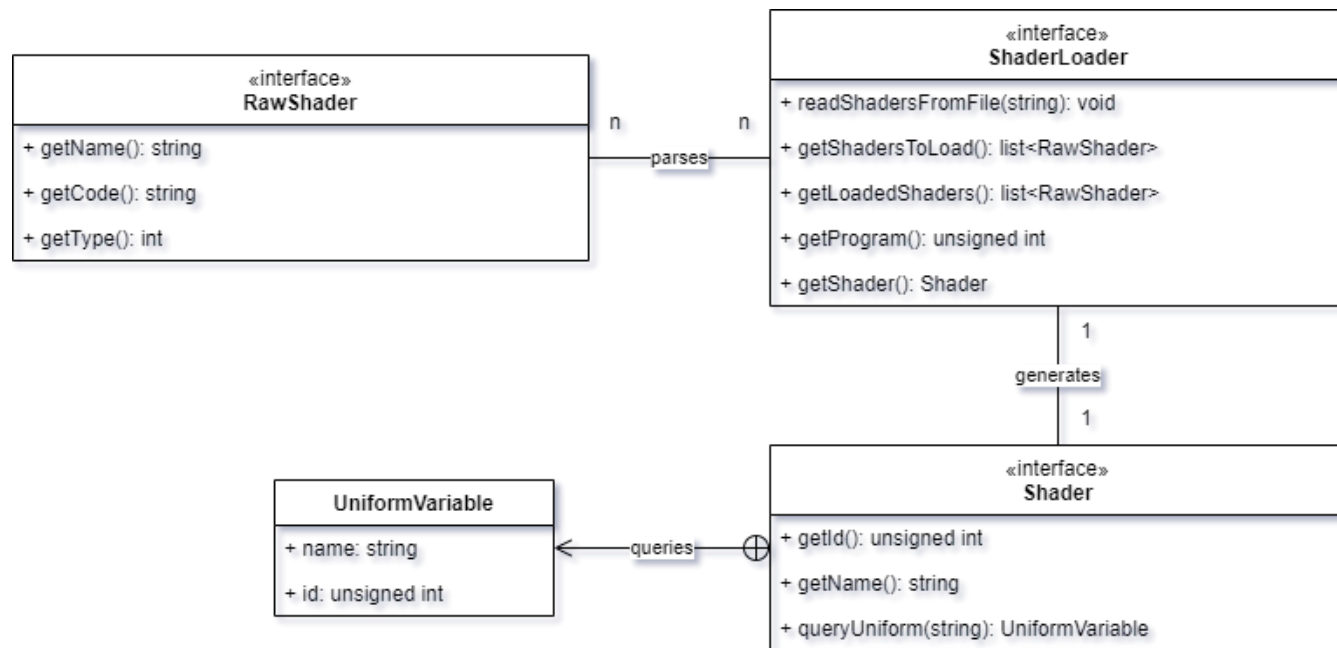 «interface»
RawShader
+ getName(): string
+ getCode(): string
+ getType(): int
n
n
parses
«interface»
ShaderLoader
+ readShadersFromFile(string): void
+ getShadersToLoad(): list<RawShader>
+ getLoadedShaders(): list<RawShader>
+ getProgram(): unsigned int
+ getShader(): Shader
1
generates
1
«interface»
Shader
+ getId(): unsigned int
+ getName(): string
+ queryUniform(string): UniformVariable
queries
UniformVariable
+ name: string
+ id: unsigned int